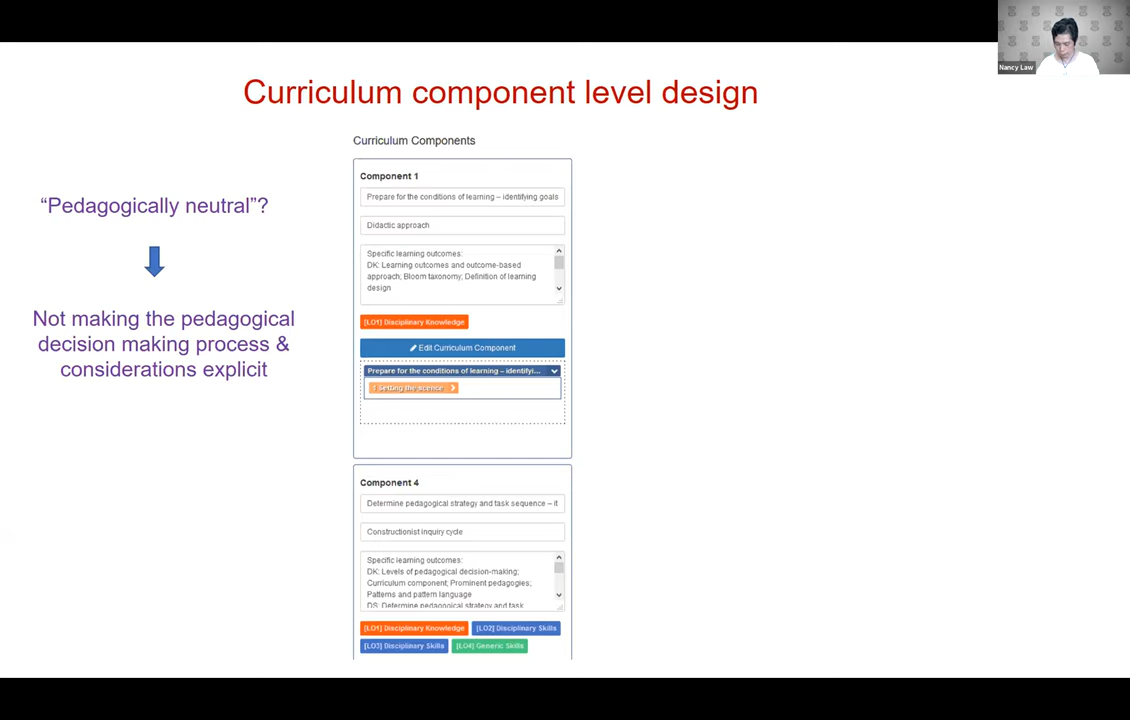 Nancy Law
Curriculum component level design
Curriculum Components
“Pedagogically neutral”?
Not making the pedagogical
decision making process &
considerations explicit
Component 1
Prepare for the conditions of learning – identifying goals
Didactic approach
Specific learning outcomes:
DK: Learning outcomes and outcome-based
approach; Bloom taxonomy; Definition of learning
design
[LO1] Disciplinary Knowledge
Edit Curriculum Component
Prepare for the conditions of learning – identifyi...
1 Setting the scence
Component 4
Determine pedagogical strategy and task sequence – it
Constructionist inquiry cycle
Specific learning outcomes:
DK: Levels of pedagogical decision-making;
Curriculum component; Prominent pedagogies;
Patterns and pattern language
DS: Determine pedagogical strategy and task
[LO1] Disciplinary Knowledge [LO2] Disciplinary Skills
[LO3] Disciplinary Skills [LO4] Generic Skills